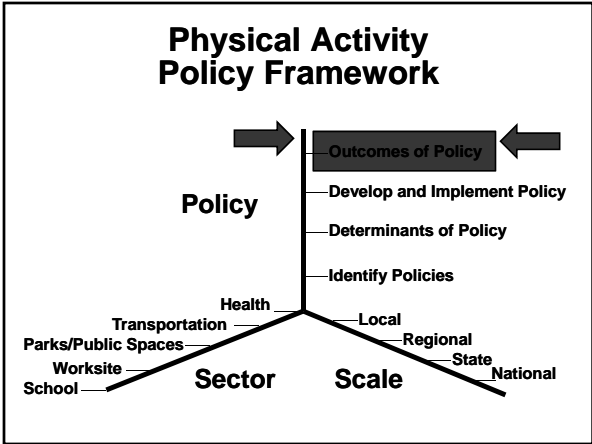 Physical Activity
Policy Framework
Outcomes of Policy
Policy
Develop and Implement Policy
Determinants of Policy
Identify Policies
Health
Transportation
Parks/Public Spaces
Worksite
School
Sector
Local
Regional
State
National
Scale